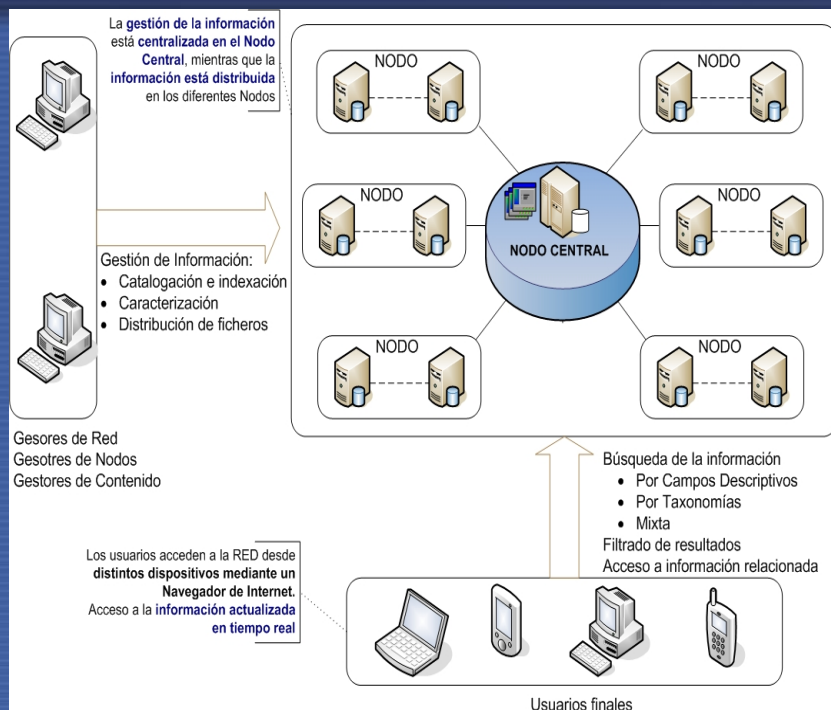 La gestión de la información
está centralizada en el Nodo
Central, mientras que la
información está distribuida
en los diferentes Nodos
NODO
NODO
NODO
NODO
NODO CENTRAL
NODO
NODO
Gestión de Información:
• Catalogación e indexación
• Caracterización
• Distribución de ficheros
Gesores de Red
Gesotres de Nodos
Gestores de Contenido
Búsqueda de la información
• Por Campos Descriptivos
• Por Taxonomías
• Mixta
Filtrado de resultados
Acceso a información relacionada
Los usuarios acceden a la RED desde
distintos dispositivos mediante un
Navegador de Internet.
Acceso a la información actualizada
en tiempo real
Usuarios finales